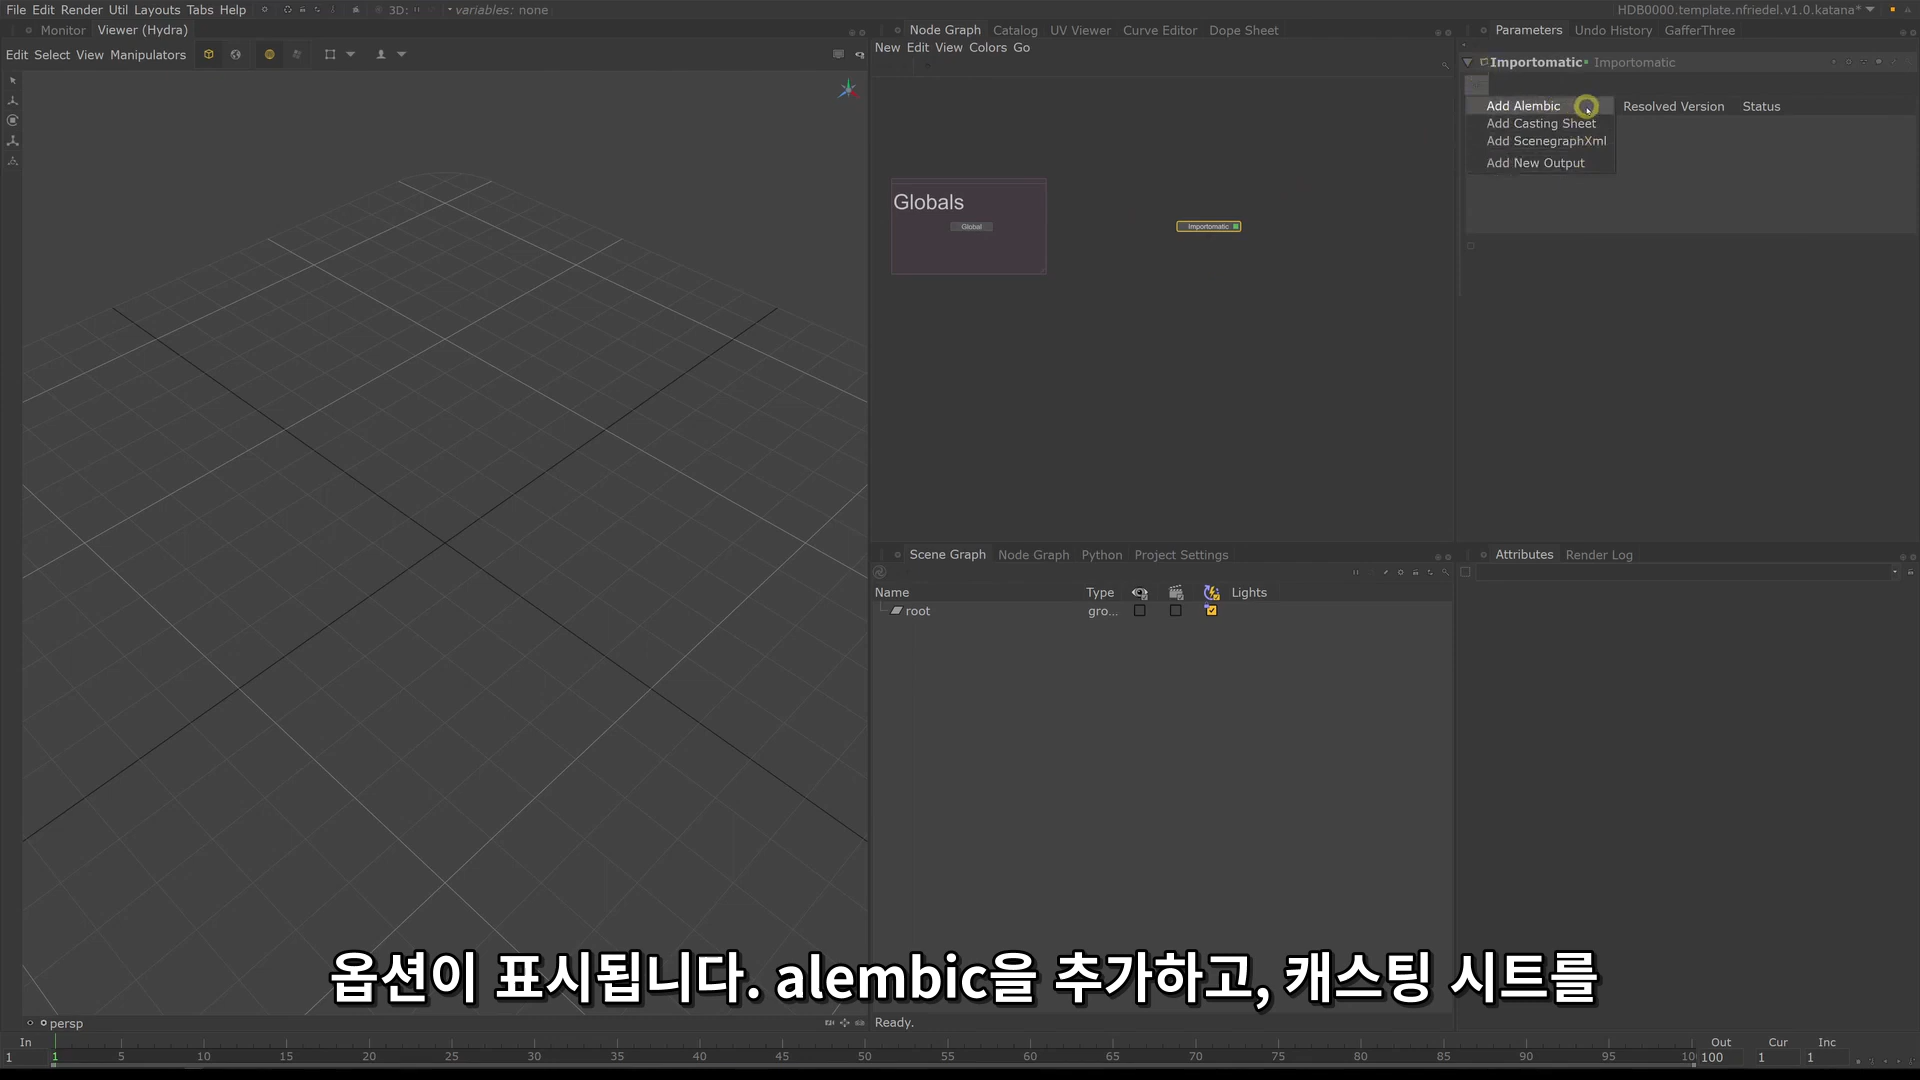 File Edit Render Util Layouts Tabs Help
3D:
variables: none
HDB0000.template.nfriedel.v1.0.katana*
Monitor
Viewer (Hydra)
Edit Select View Manipulators
persp
Node Graph
Catalog
UV Viewer
Curve Editor
Dope Sheet
New Edit View Colors Go
Globals
Global
Importomatic
Parameters
Undo History
GafferThree
Importomatic
Importomatic
Add Alembic
Add Casting Sheet
Add ScenegraphXml
Add New Output
Resolved Version
Status
Scene Graph
Node Graph
Python
Project Settings
Name
Type
Lights
root
gro...
Attributes
Render Log
옵션이 표시됩니다. alembic을 추가하고, 캐스팅 시트를
Ready.
In
1
1 5 10 15 20 25 30 35 40 45 50 55 60 65 70 75 80 85 90 95
Out
100
Cur
1
Inc
1